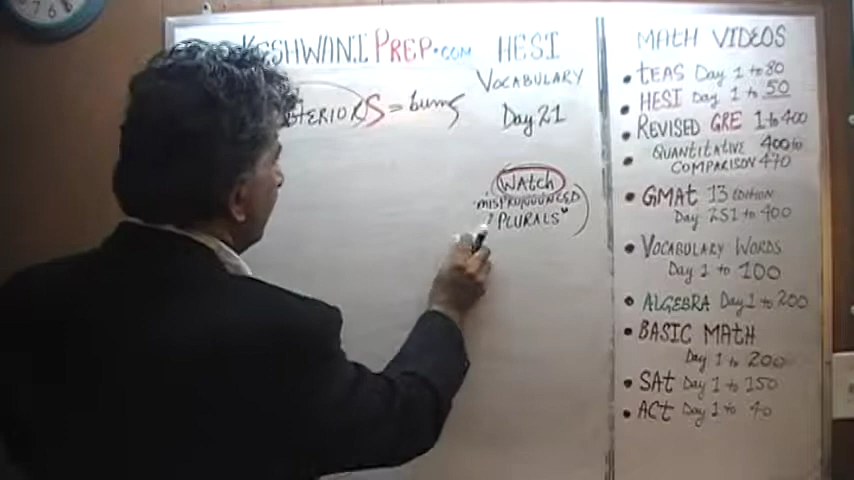 KESHWANI PREP.COM
HESI
VOCABULARY
Day 21
= bums
WATCH
MISPRONOUNCED
PLURALS"
MATH VIDEOS
TEAS Day 1 to 80
HESI Day 1 to 50
REVISED GRE 1 to 400
QUANTITATIVE 400 to
COMPARISON 470
GMAT 13 EDITION
Day 251 to 400
VOCABULARY WORDS
Day 1 to 100
ALGEBRA Day 1 to 200
BASIC MATH
Day 1 to 200
SAT Day 1 to 150
ACT Day 1 to 40